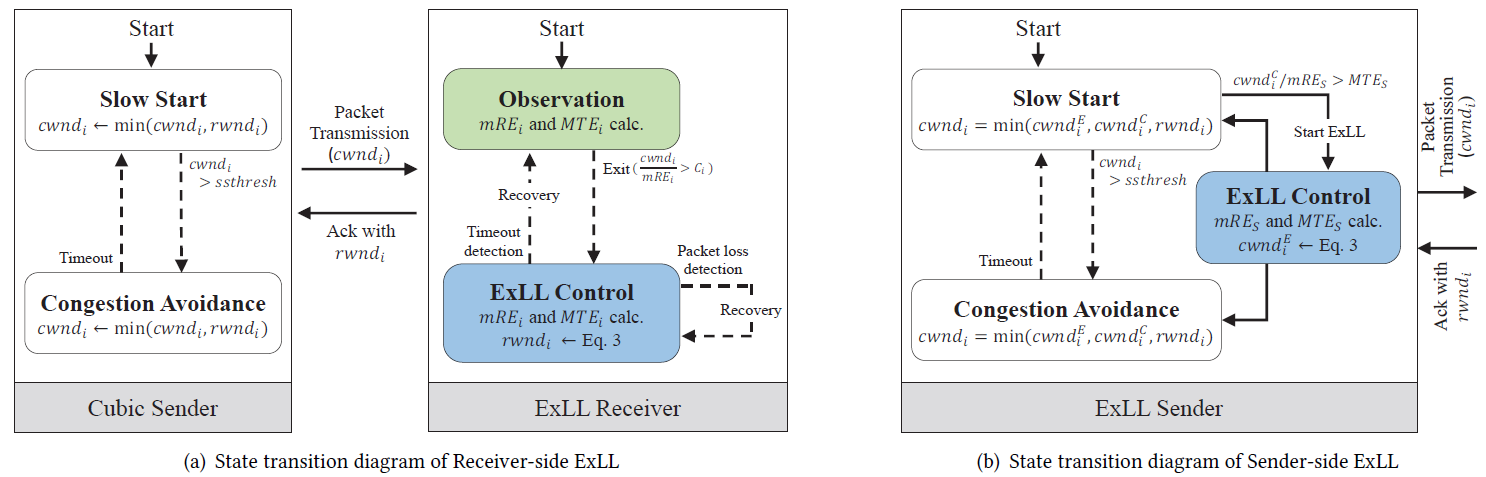 Start
Slow Start
cwnd_i ← min(cwnd_i, rwnd_i)
cwnd_i
> ssthresh
Timeout
Congestion Avoidance
cwnd_i ← min(cwnd_i, rwnd_i)
Cubic Sender
Packet
Transmission
(cwnd_i)
Ack with
rwnd_i
Start
Observation
mRE_i and MTE_i calc.
Exit (cwnd_i/mRE_i > C_i)
Recovery
Timeout
detection
Packet loss
detection
Recovery
ExLL Control
mRE_i and MTE_i calc.
rwnd_i ← Eq. 3
ExLL Receiver
(a) State transition diagram of Receiver-side ExLL
Start
Slow Start
cwnd_i = min(cwnd_i^E, cwnd_i^C, rwnd_i)
cwnd_i^C/mRE_S > MTE_S
Start ExLL
cwnd_i
> ssthresh
Timeout
ExLL Control
mRE_S and MTE_S calc.
cwnd_i^E ← Eq. 3
Congestion Avoidance
cwnd_i = min(cwnd_i^E, cwnd_i^C, rwnd_i)
ExLL Sender
Packet
Transmission
(cwnd_i)
Ack with
rwnd_i
(b) State transition diagram of Sender-side ExLL